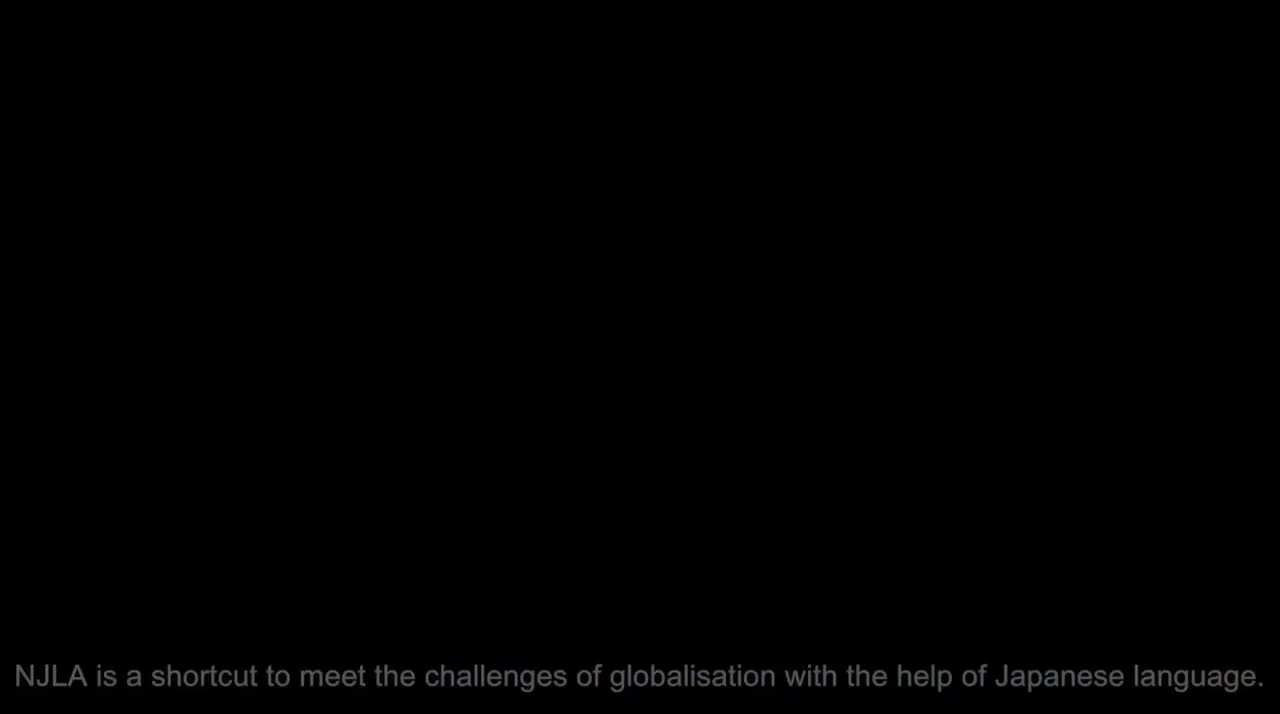 NJLA is a shortcut to meet the challenges of globalisation with the help of Japanese language.